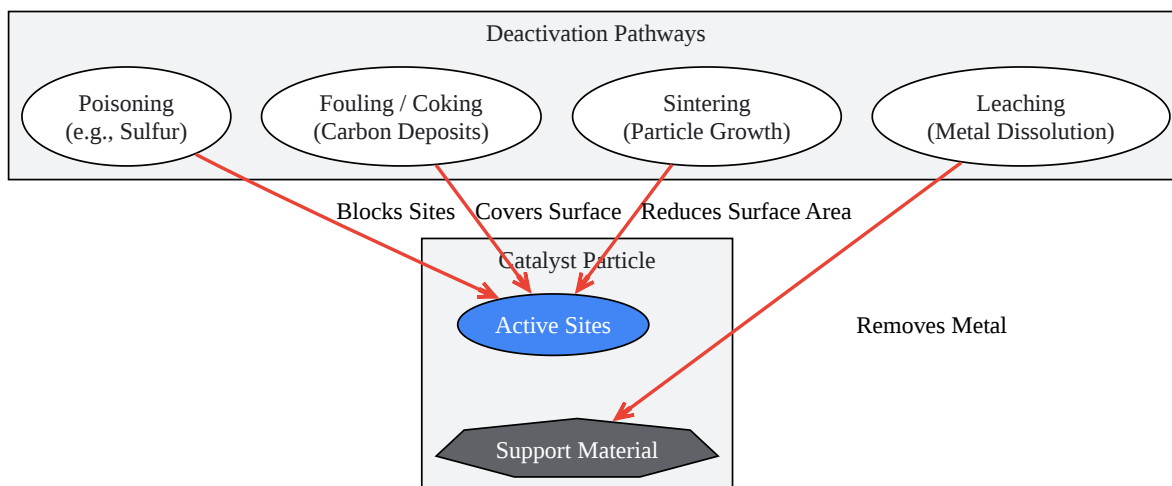 Deactivation Pathways
Poisoning
(e.g., Sulfur)
Fouling / Coking
(Carbon Deposits)
Sintering
(Particle Growth)
Leaching
(Metal Dissolution)
Blocks Sites
Covers Surface
Reduces Surface Area
Catalyst Particle
Active Sites
Removes Metal
Support Material